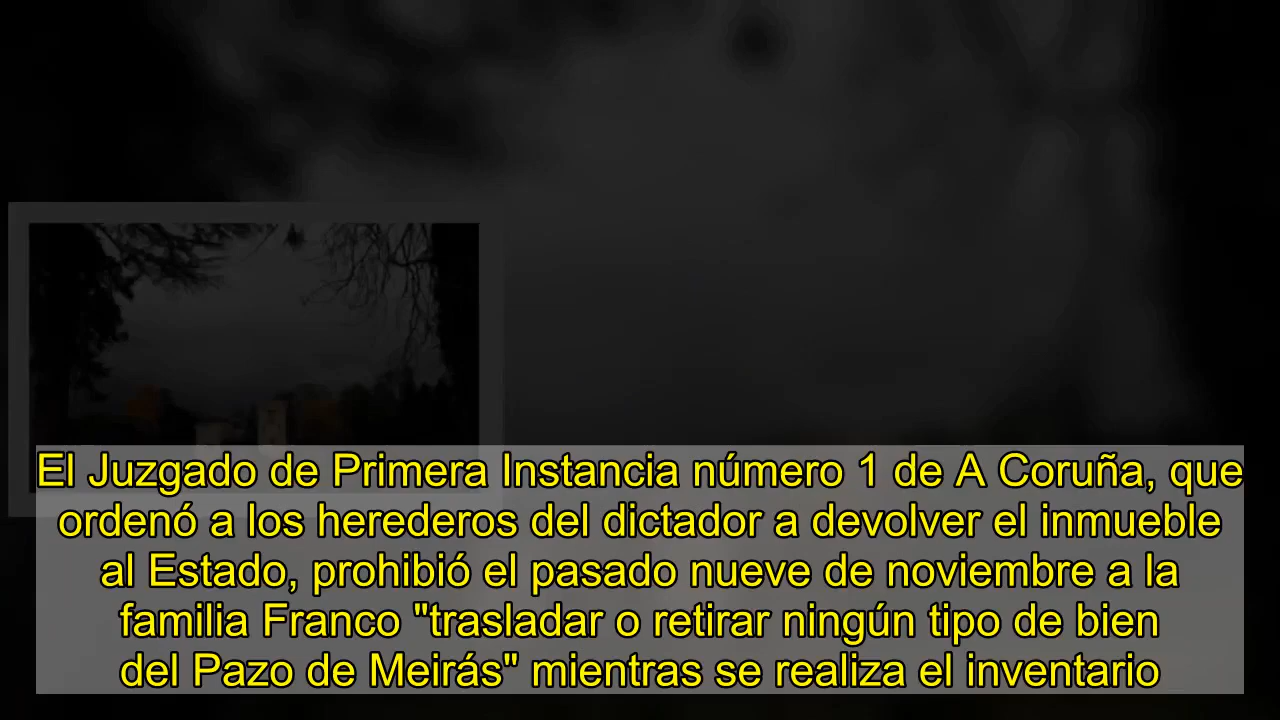 El Juzgado de Primera Instancia número 1 de A Coruña, que
ordenó a los herederos del dictador a devolver el inmueble
al Estado, prohibió el pasado nueve de noviembre a la
familia Franco "trasladar o retirar ningún tipo de bien
del Pazo de Meirás" mientras se realiza el inventario